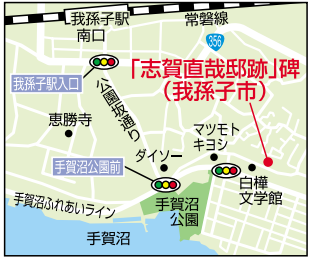 我孫子駅
南口
常磐線
356
「志賀直哉邸跡」碑
（我孫子市）
我孫子駅入口
公園坂通り
恵勝寺
マツモト
キヨシ
ダイソー
手賀沼公園前
白樺
文学館
手賀沼
公園
手賀沼ふれあいライン
手賀沼